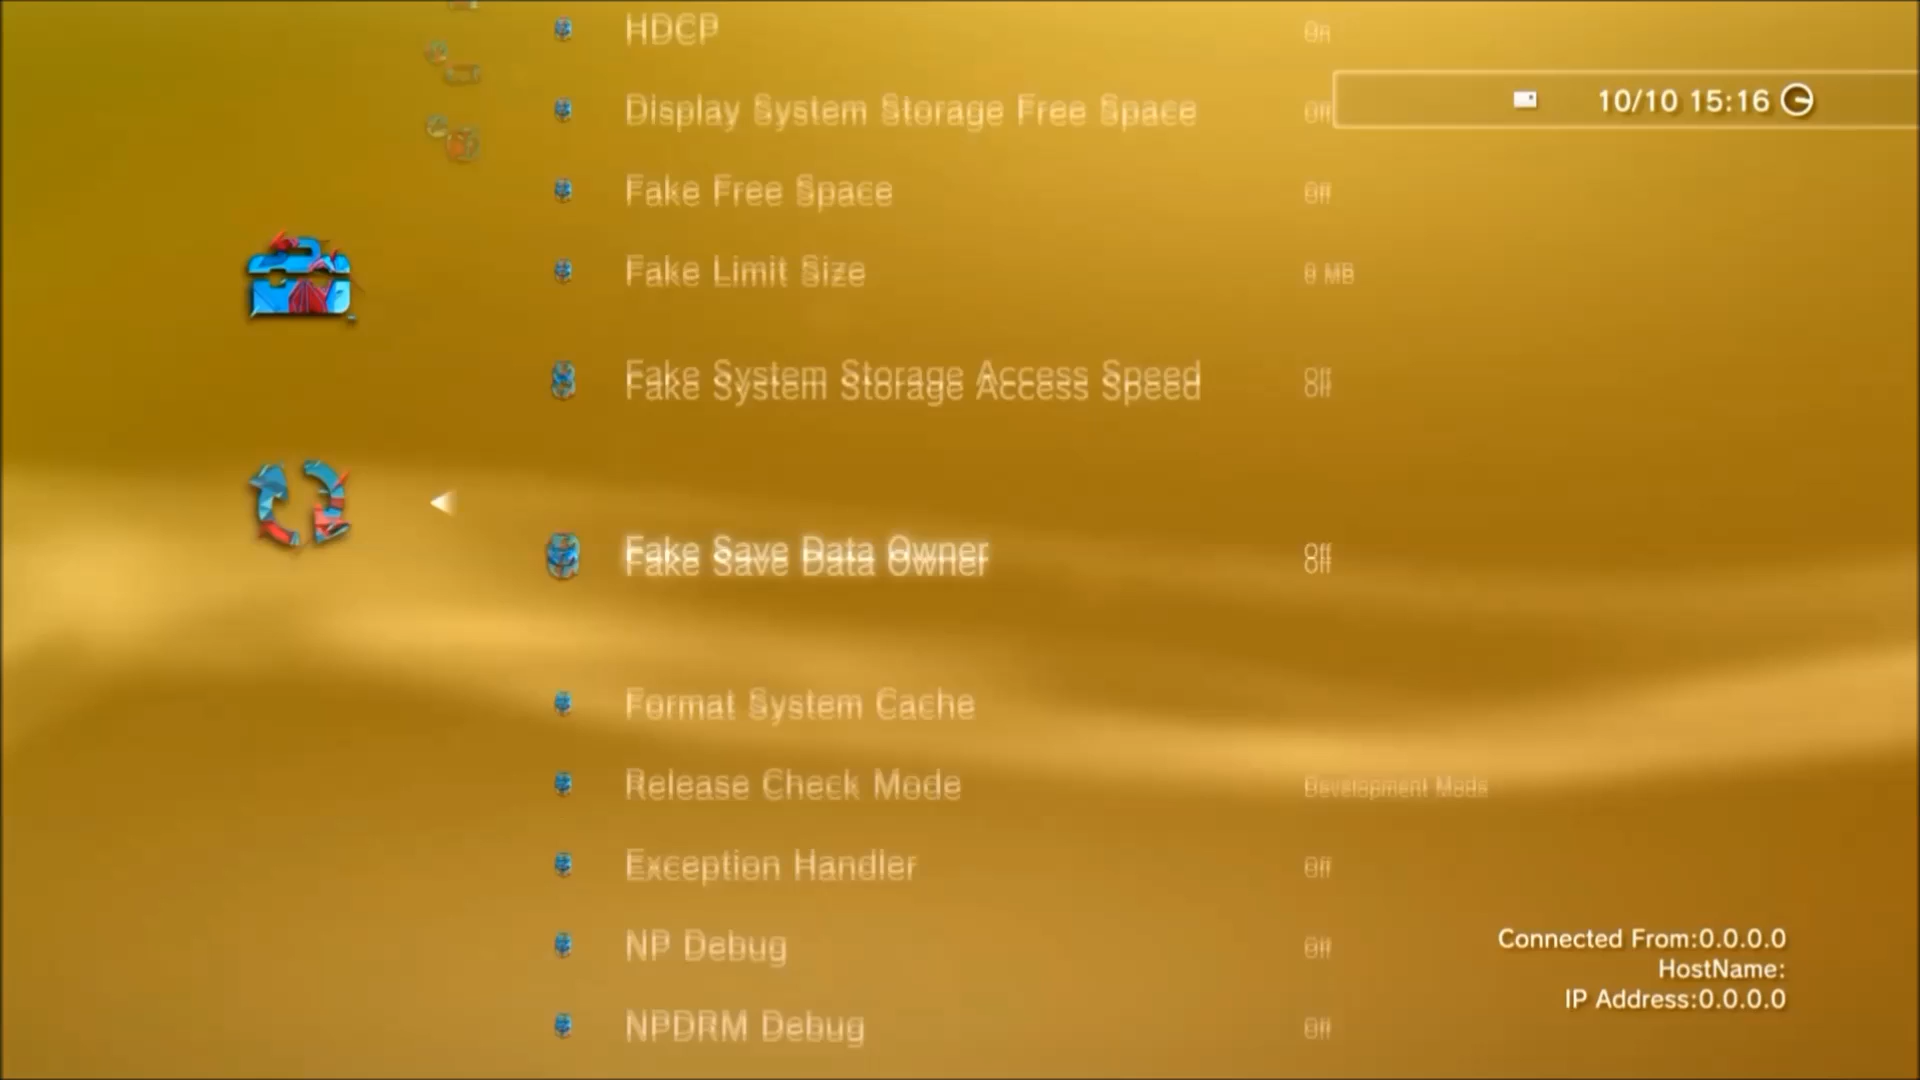 HDCP On
Display System Storage Free Space Off
10/10 15:16
Fake Free Space Off
Fake Limit Size 0 MB
Fake System Storage Access Speed Off
Fake Save Data Owner Off
Format System Cache
Release Check Mode Development Mode
Exception Handler Off
NP Debug Off
Connected From:0.0.0.0
HostName:
IP Address:0.0.0.0
NPDRM Debug Off